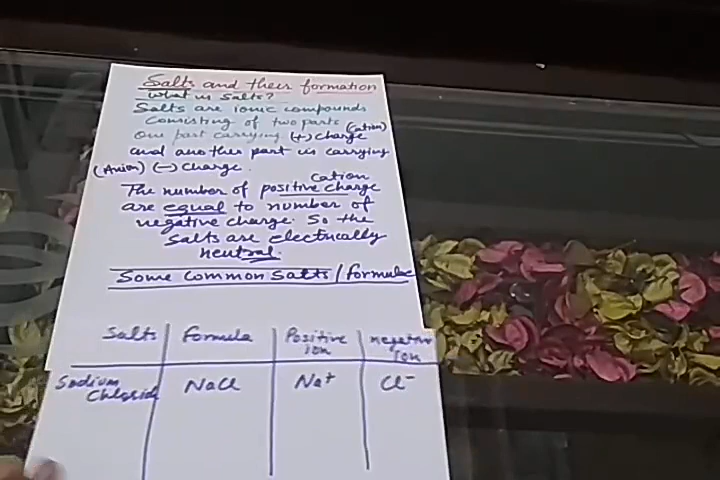 Salts and their formation
What is Salts?
Salts are ionic compounds
consisting of two parts
One part carrying (+) charge (cation)
and another part is carrying
(Anion) (-) charge.
cation
The number of positive charge
are equal to number of
negative charge. So the
Salts are electrically
neutral.
Some common salts / formulae
Salts | Formula | Positive ion | negative ion
Sodium Chloride | NaCl | Na⁺ | Cl⁻